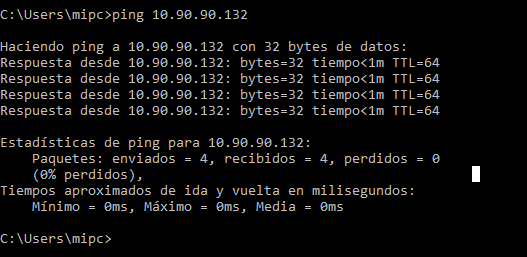 C:\Users\mipc>ping 10.90.90.132
Haciendo ping a 10.90.90.132 con 32 bytes de datos:
Respuesta desde 10.90.90.132: bytes=32 tiempo<1m TTL=64
Respuesta desde 10.90.90.132: bytes=32 tiempo<1m TTL=64
Respuesta desde 10.90.90.132: bytes=32 tiempo<1m TTL=64
Respuesta desde 10.90.90.132: bytes=32 tiempo<1m TTL=64
Estadísticas de ping para 10.90.90.132:
    Paquetes: enviados = 4, recibidos = 4, perdidos = 0
    (0% perdidos),
Tiempos aproximados de ida y vuelta en milisegundos:
    Mínimo = 0ms, Máximo = 0ms, Media = 0ms
C:\Users\mipc>